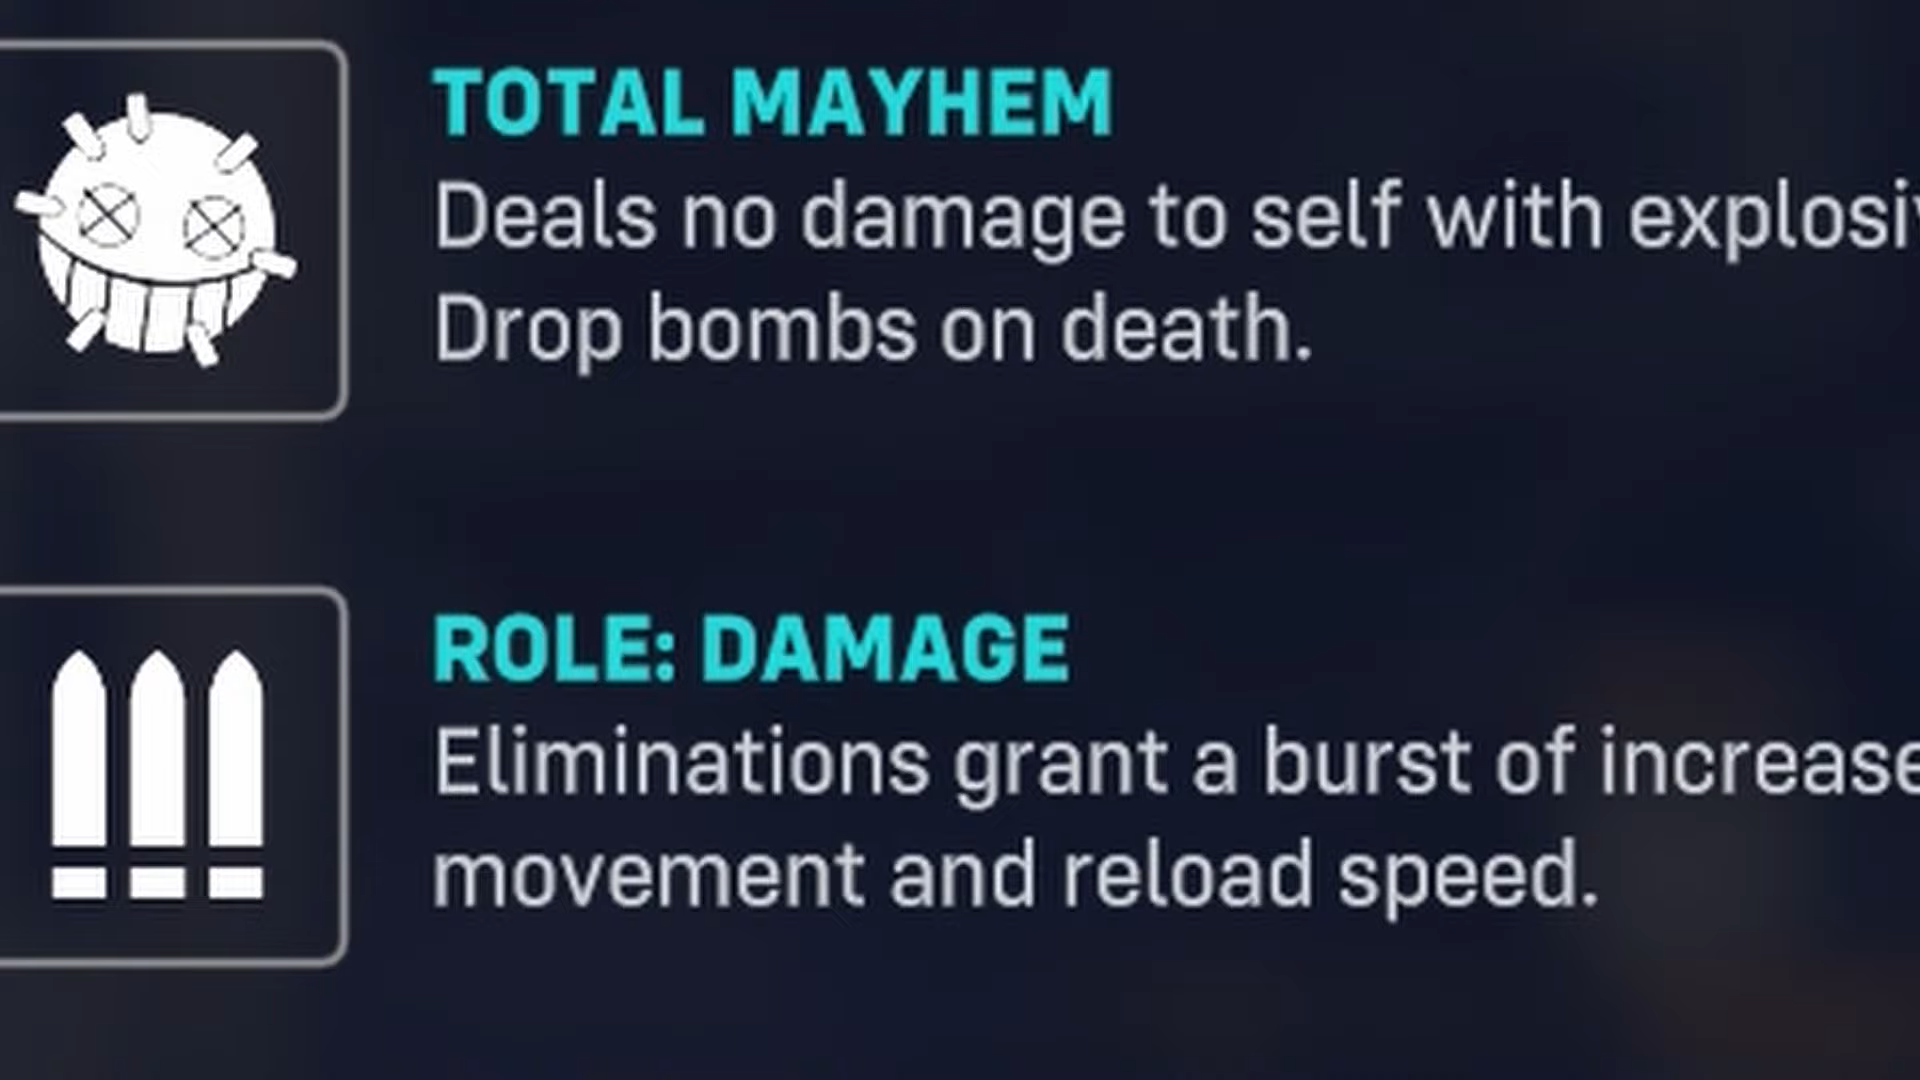 TOTAL MAYHEM
Deals no damage to self with explosiv
Drop bombs on death.
ROLE: DAMAGE
Eliminations grant a burst of increase
movement and reload speed.